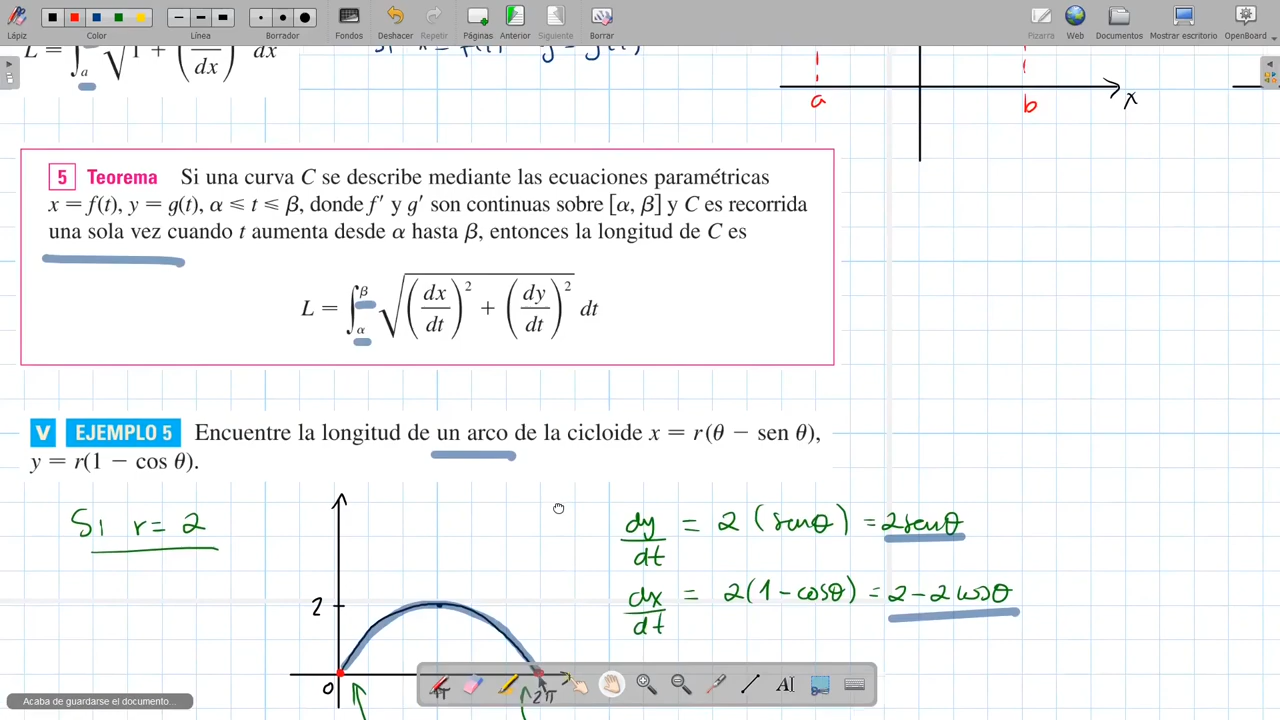 Lápiz Color Línea Borrador Fondos Deshacer Repetir Páginas Anterior Siguiente Borrar Pizarra Web Documentos Mostrar escritorio OpenBoard
L = ∫ₐ √1 + ( /dx) dx
a b x
5 Teorema Si una curva C se describe mediante las ecuaciones paramétricas
x = f(t), y = g(t), α ≤ t ≤ β, donde f′ y g′ son continuas sobre [α, β] y C es recorrida
una sola vez cuando t aumenta desde α hasta β, entonces la longitud de C es
L = ∫_α^β √((dx/dt)² + (dy/dt)²) dt
V EJEMPLO 5 Encuentre la longitud de un arco de la cicloide x = r(θ − sen θ),
y = r(1 − cos θ).
Si r = 2
dy/dt = 2 (senθ) = 2senθ
dx/dt = 2(1 − cosθ) = 2 − 2cosθ
2
0 2π
Acaba de guardarse el documento...